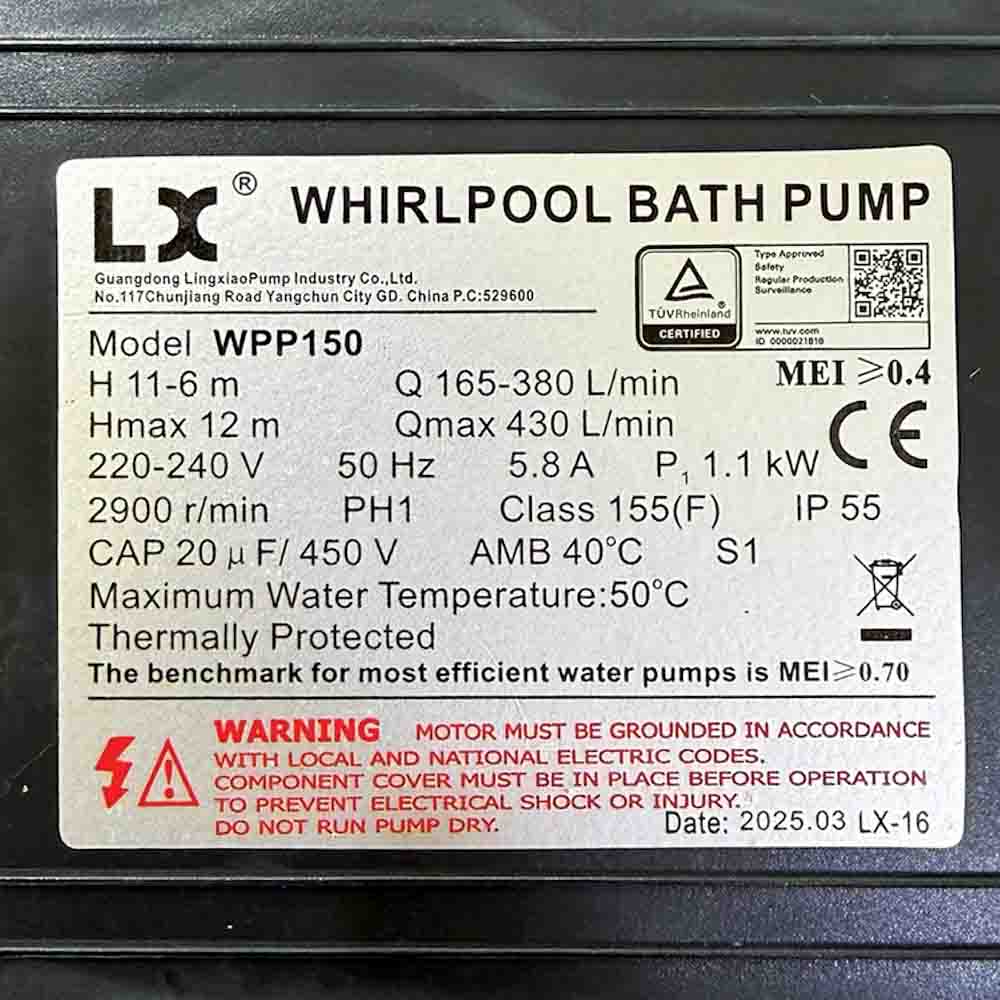 LX® WHIRLPOOL BATH PUMP
Guangdong LingxiaoPump Industry Co.,Ltd.
No.117Chunjiang Road Yangchun City GD. China P.C:529600
TÜVRheinland
CERTIFIED
Type Approved
Safety
Regular Production
Surveillance
www.tuv.com
ID 0000021816
Model WPP150
H 11-6 m Q 165-380 L/min MEI ≥0.4
Hmax 12 m Qmax 430 L/min CE
220-240 V 50 Hz 5.8 A P1 1.1 kW
2900 r/min PH1 Class 155(F) IP 55
CAP 20 μF/ 450 V AMB 40°C S1
Maximum Water Temperature:50°C
Thermally Protected
The benchmark for most efficient water pumps is MEI≥0.70
WARNING MOTOR MUST BE GROUNDED IN ACCORDANCE
WITH LOCAL AND NATIONAL ELECTRIC CODES.
COMPONENT COVER MUST BE IN PLACE BEFORE OPERATION
TO PREVENT ELECTRICAL SHOCK OR INJURY.
DO NOT RUN PUMP DRY.
Date: 2025.03 LX-16